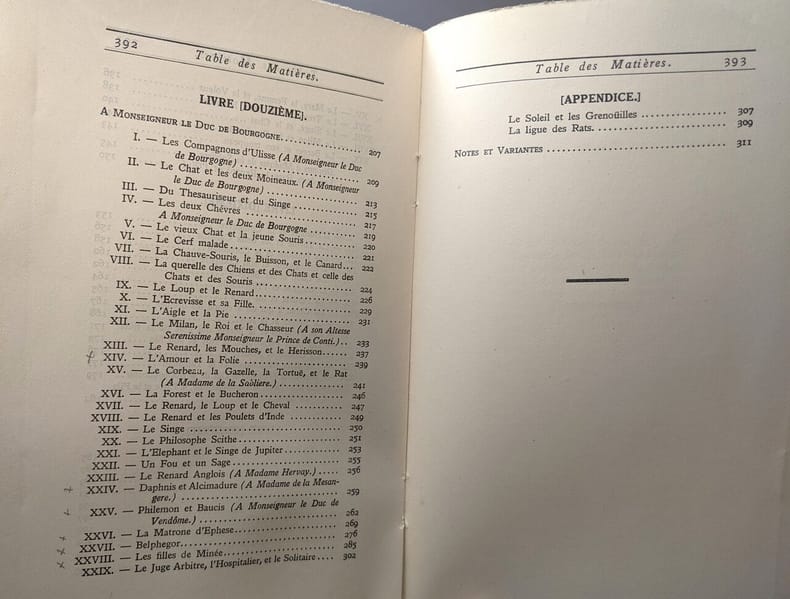 392
Table des Matières.
LIVRE [DOUZIÈME].
A MONSEIGNEUR LE DUC DE BOURGOGNE. 207
I. — Les Compagnons d'Ulisse (A Monseigneur le Duc
de Bourgogne) 209
II. — Le Chat et les deux Moineaux. (A Monseigneur
le Duc de Bourgogne) 213
III. — Du Thesauriseur et du Singe 215
IV. — Les deux Chévres 217
A Monseigneur le Duc de Bourgogne 219
V. — Le vieux Chat et la jeune Souris 220
VI. — Le Cerf malade 221
VII. — La Chauve-Souris, le Buisson, et le Canard... 222
VIII. — La querelle des Chiens et des Chats et celle des
Chats et des Souris 224
IX. — Le Loup et le Renard 226
X. — L'Ecrevisse et sa Fille. 229
XI. — L'Aigle et la Pie 231
XII. — Le Milan, le Roi et le Chasseur (A son Altesse
Serenissime Monseigneur le Prince de Conti.).. 233
XIII. — Le Renard, les Mouches, et le Herisson 237
XIV. — L'Amour et la Folie 239
XV. — Le Corbeau, la Gazelle, la Tortuë, et le Rat
(A Madame de la Sabliere.) 241
XVI. — La Forest et le Bucheron 246
XVII. — Le Renard, le Loup et le Cheval 247
XVIII. — Le Renard et les Poulets d'Inde 249
XIX. — Le Singe 250
XX. — Le Philosophe Scithe 251
XXI. — L'Elephant et le Singe de Jupiter 253
XXII. — Un Fou et un Sage 255
XXIII. — Le Renard Anglois (A Madame Hervay.) 256
XXIV. — Daphnis et Alcimadure (A Madame de la Mesan-
gere.) 259
XXV. — Philemon et Baucis (A Monseigneur le Duc de
Vendôme.) 262
XXVI. — La Matrone d'Ephese 269
XXVII. — Belphegor 276
XXVIII. — Les filles de Minée 285
XXIX. — Le Juge Arbitre, l'Hospitalier, et le Solitaire.... 302
Table des Matières. 393
[APPENDICE.]
Le Soleil et les Grenoüilles 307
La ligue des Rats. 309
NOTES ET VARIANTES 311